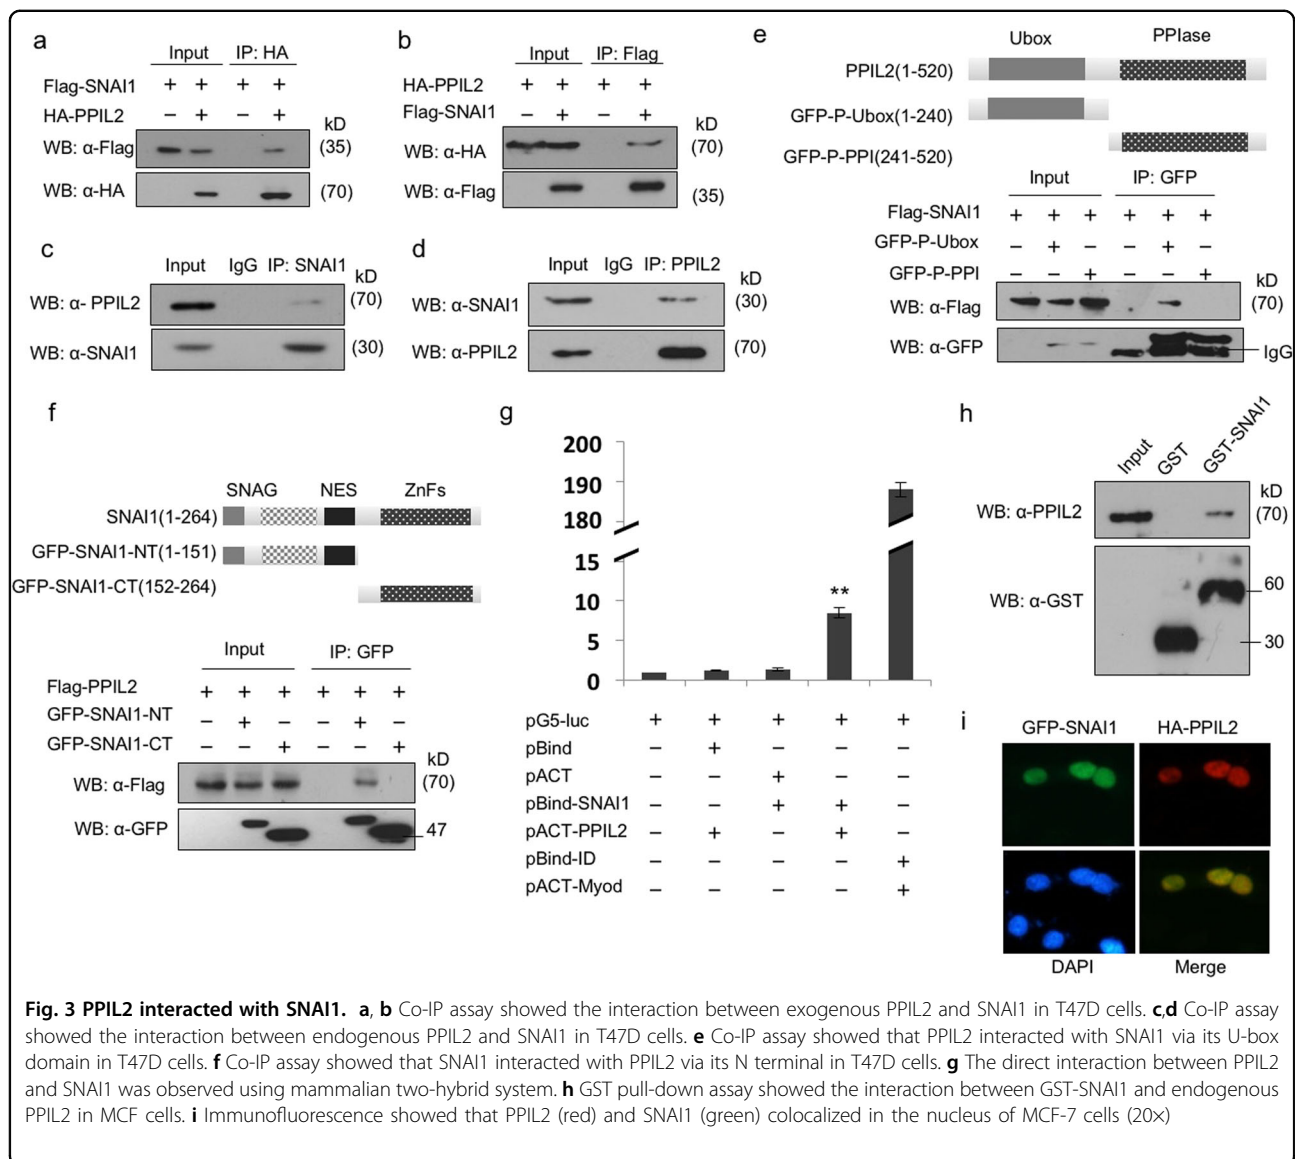 a
Input IP: HA
Flag-SNAI1 + + + +
HA-PPIL2 – + – +
kD
WB: α-Flag (35)
WB: α-HA (70)
b
Input IP: Flag
HA-PPIL2 + + + +
Flag-SNAI1 – + – +
kD
WB: α-HA (70)
WB: α-Flag (35)
c
Input IgG IP: SNAI1
kD
WB: α- PPIL2 (70)
WB: α-SNAI1 (30)
d
Input IgG IP: PPIL2
kD
WB: α-SNAI1 (30)
WB: α-PPIL2 (70)
e
Ubox PPIase
PPIL2(1-520)
GFP-P-Ubox(1-240)
GFP-P-PPI(241-520)
Input IP: GFP
Flag-SNAI1 + + + + + +
GFP-P-Ubox – + – – + –
GFP-P-PPI – – + – – +
kD
WB: α-Flag (70)
WB: α-GFP IgG
f
SNAG NES ZnFs
SNAI1(1-264)
GFP-SNAI1-NT(1-151)
GFP-SNAI1-CT(152-264)
Input IP: GFP
Flag-PPIL2 + + + + + +
GFP-SNAI1-NT – + – – + –
GFP-SNAI1-CT – – + – – +
kD
WB: α-Flag (70)
WB: α-GFP 47
g
200
190
180
15
10
5
0
**
pG5-luc + + + + +
pBind – + – – –
pACT – – + – –
pBind-SNAI1 – – + + –
pACT-PPIL2 – + – + –
pBind-ID – – – – +
pACT-Myod – – – – +
h
Input GST GST-SNAI1
kD
WB: α-PPIL2 (70)
WB: α-GST
60
30
i
GFP-SNAI1 HA-PPIL2
DAPI Merge
Fig. 3 PPIL2 interacted with SNAI1. a, b Co-IP assay showed the interaction between exogenous PPIL2 and SNAI1 in T47D cells. c,d Co-IP assay
showed the interaction between endogenous PPIL2 and SNAI1 in T47D cells. e Co-IP assay showed that PPIL2 interacted with SNAI1 via its U-box
domain in T47D cells. f Co-IP assay showed that SNAI1 interacted with PPIL2 via its N terminal in T47D cells. g The direct interaction between PPIL2
and SNAI1 was observed using mammalian two-hybrid system. h GST pull-down assay showed the interaction between GST-SNAI1 and endogenous
PPIL2 in MCF cells. i Immunofluorescence showed that PPIL2 (red) and SNAI1 (green) colocalized in the nucleus of MCF-7 cells (20×)